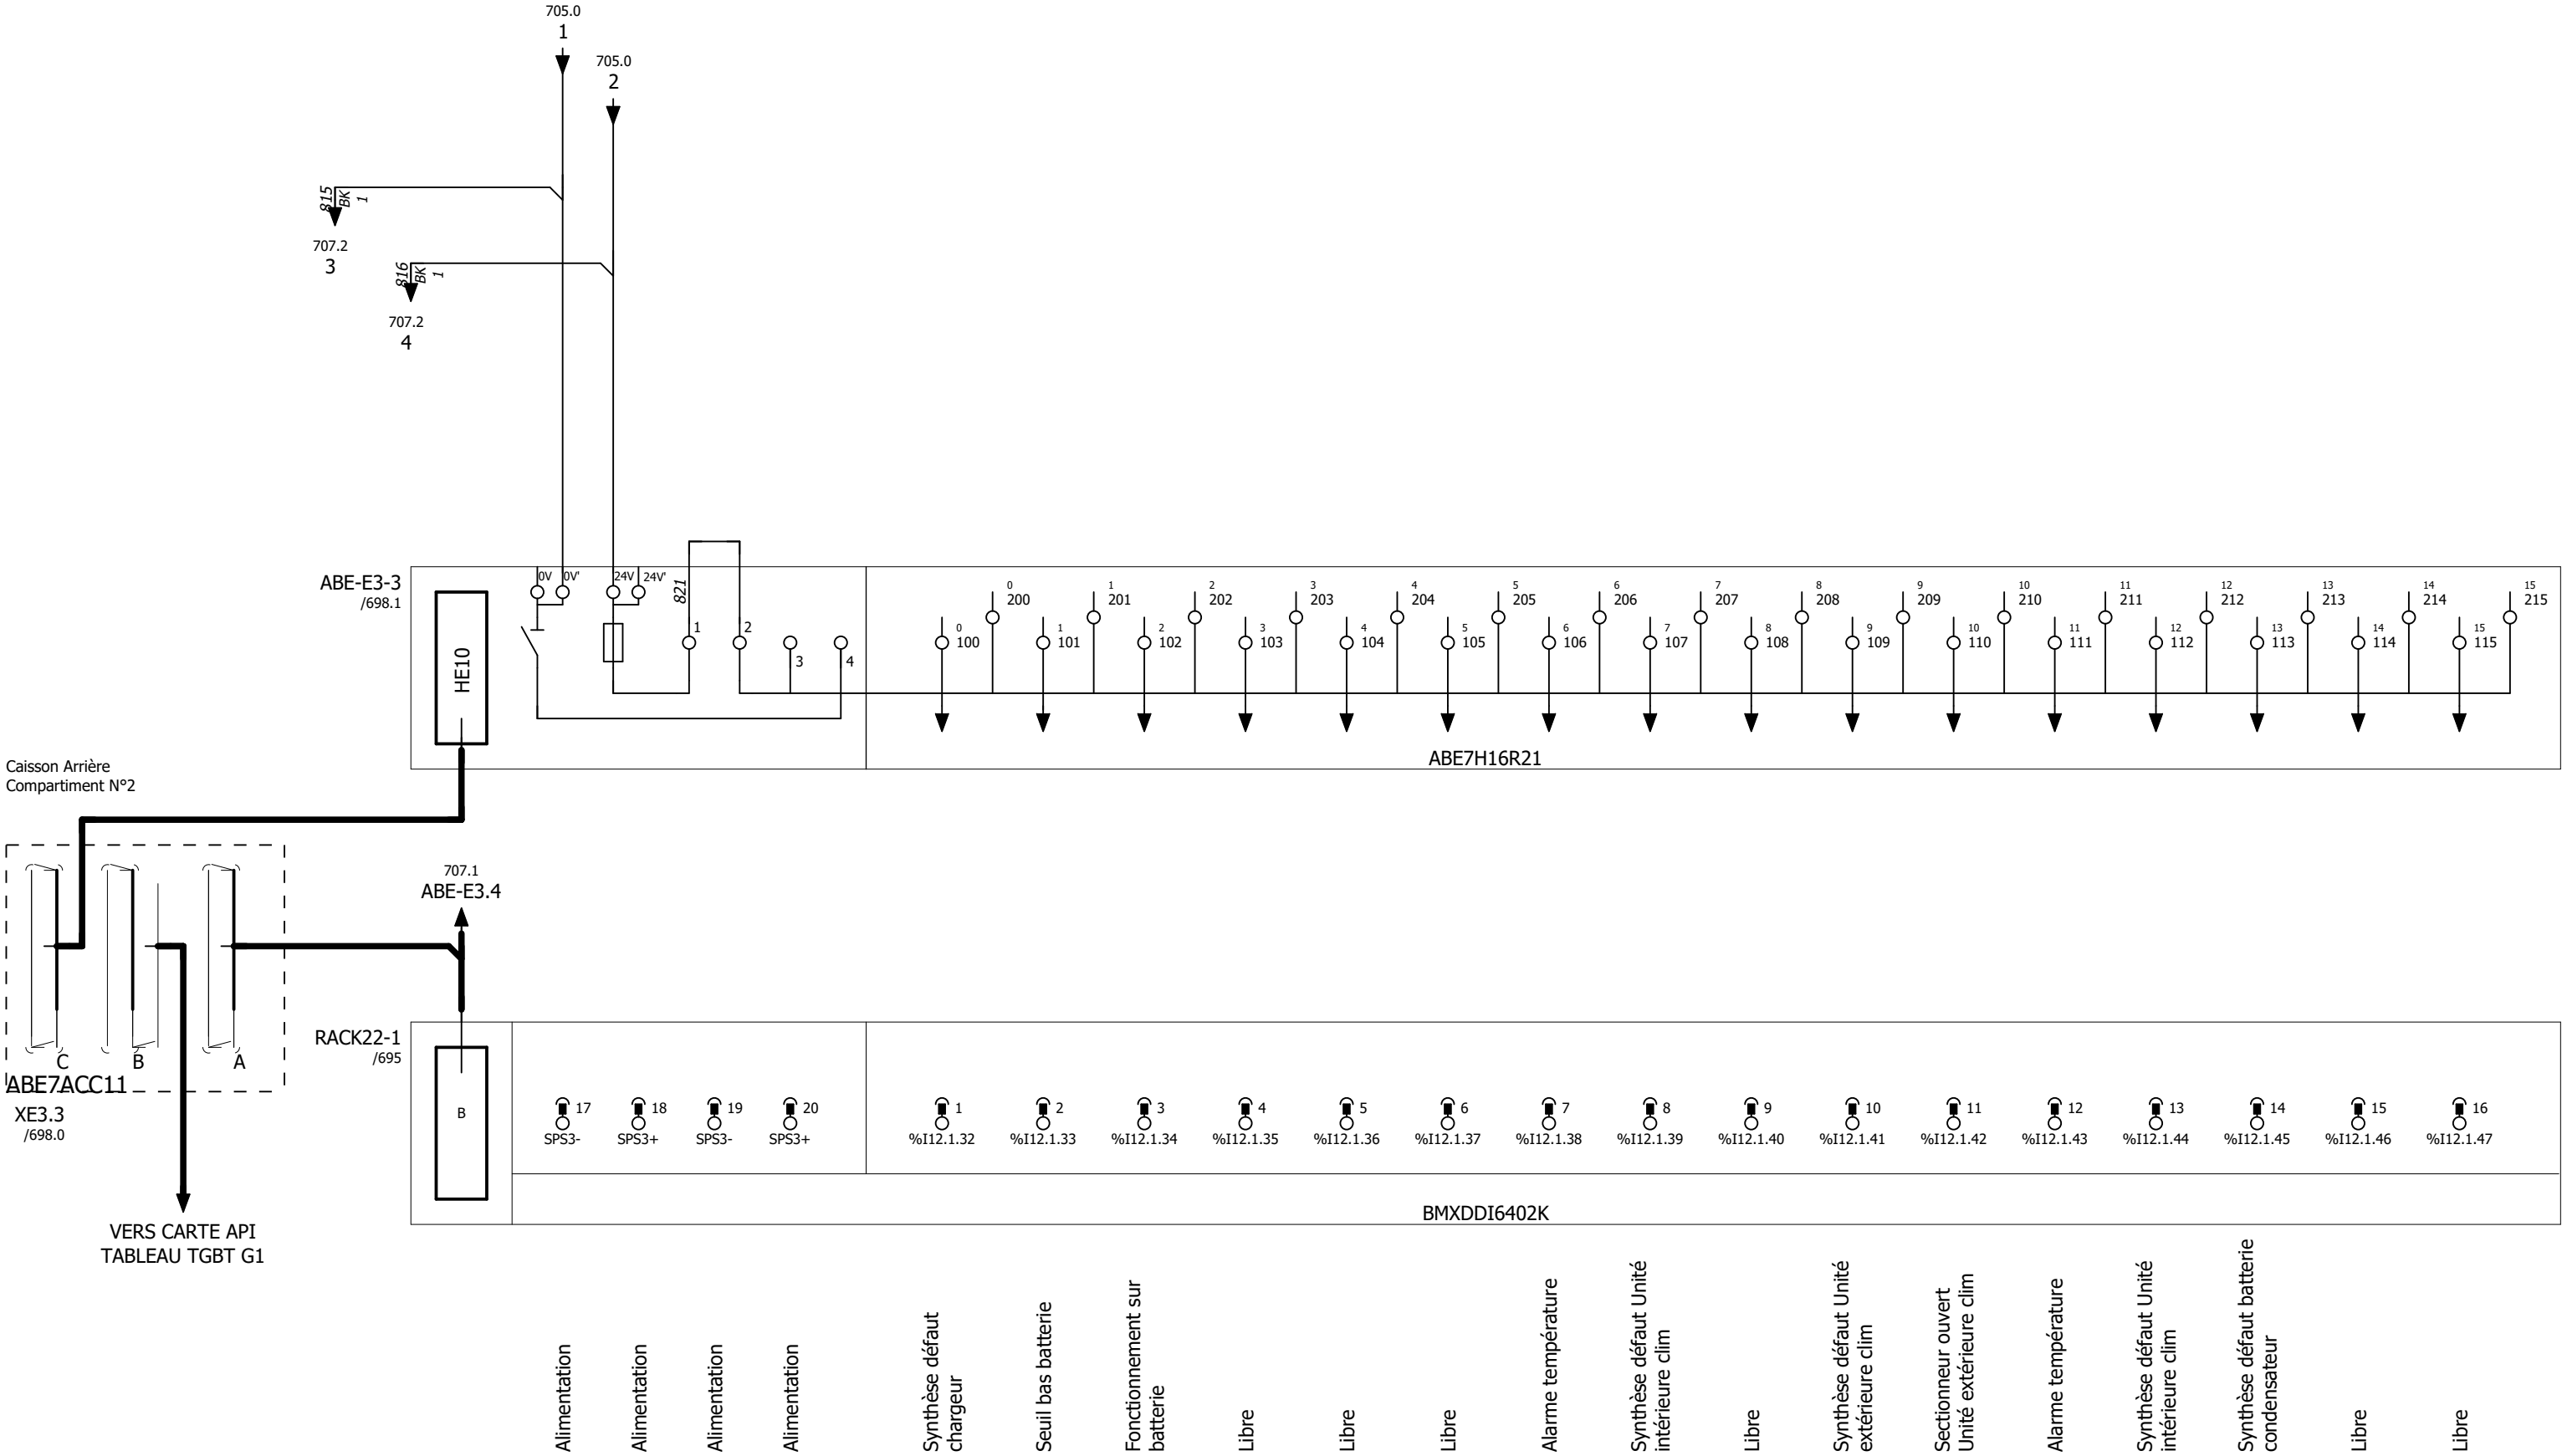 705.0
1
705.0
2
815
BK
1
707.2
3
816
BK
1
707.2
4
ABE-E3-3
/698.1
HE10
0V
0V'
24V
24V'
821
1
2
3
4
0
100
0
200
1
101
1
201
2
102
2
202
3
103
3
203
4
104
4
204
5
105
5
205
6
106
6
206
7
107
7
207
8
108
8
208
9
109
9
209
10
110
10
210
11
111
11
211
12
112
12
212
13
113
13
213
14
114
14
214
15
115
15
215
ABE7H16R21
Caisson Arrière
Compartiment N°2
707.1
ABE-E3.4
C
B
A
ABE7ACC11
XE3.3
/698.0
VERS CARTE API
TABLEAU TGBT G1
RACK22-1
/695
B
17
SPS3-
18
SPS3+
19
SPS3-
20
SPS3+
1
%I12.1.32
2
%I12.1.33
3
%I12.1.34
4
%I12.1.35
5
%I12.1.36
6
%I12.1.37
7
%I12.1.38
8
%I12.1.39
9
%I12.1.40
10
%I12.1.41
11
%I12.1.42
12
%I12.1.43
13
%I12.1.44
14
%I12.1.45
15
%I12.1.46
16
%I12.1.47
BMXDDI6402K
Alimentation
Alimentation
Alimentation
Alimentation
Synthèse défaut
chargeur
Seuil bas batterie
Fonctionnement sur
batterie
Libre
Libre
Libre
Alarme température
Synthèse défaut Unité
intérieure clim
Libre
Synthèse défaut Unité
extérieure clim
Sectionneur ouvert
Unité extérieure clim
Alarme température
Synthèse défaut Unité
intérieure clim
Synthèse défaut batterie
condensateur
Libre
Libre